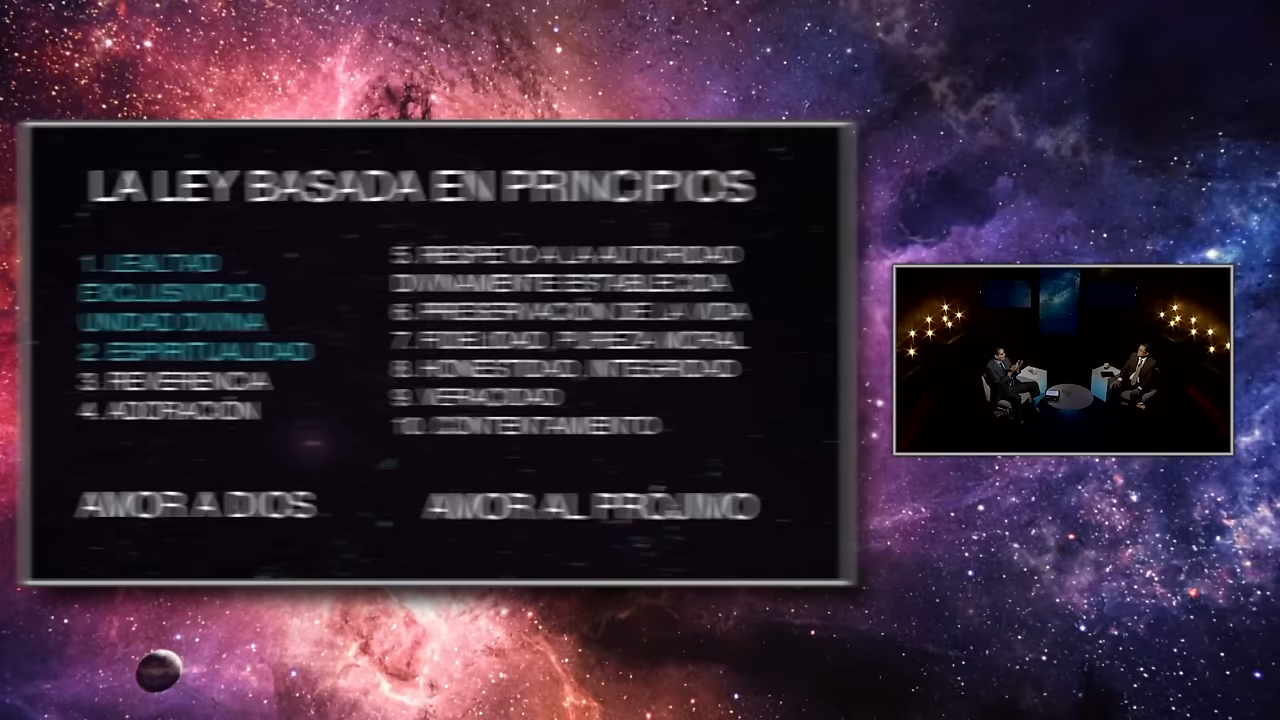 LA LEY BASADA EN PRINCIPIOS
1. LEALTAD
EXCLUSIVIDAD
UNIDAD DIVINA
2. ESPIRITUALIDAD
3. REVERENCIA
4. ADORACIÓN
5. RESPETO A LA AUTORIDAD
DIVINAMENTE ESTABLECIDA
6. PRESERVACIÓN DE LA VIDA
7. FIDELIDAD, PUREZA MORAL
8. HONESTIDAD, INTEGRIDAD
9. VERACIDAD
10. CONTENTAMIENTO
AMOR A DIOS
AMOR AL PRÓJIMO